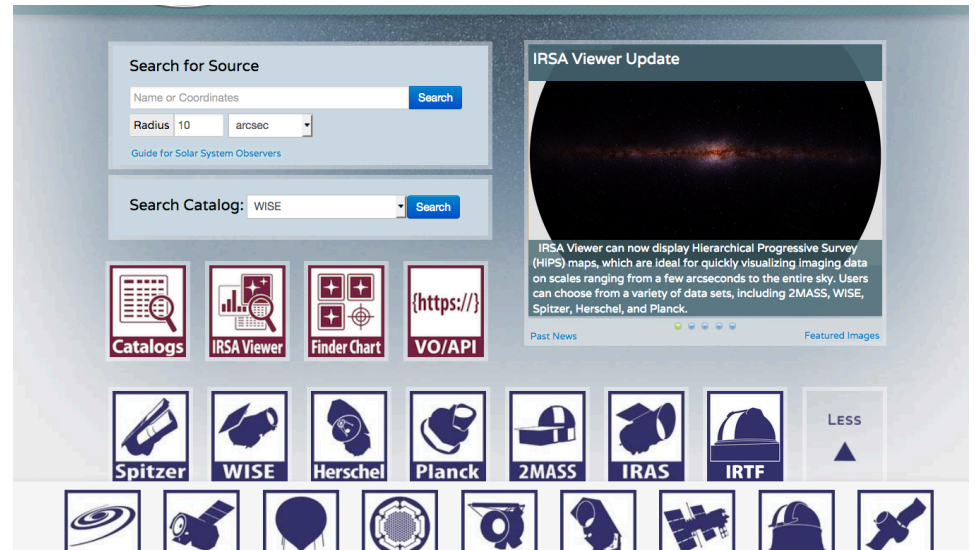 Search for Source
Name or Coordinates
Search
Radius 10 arcsec
Guide for Solar System Observers
Search Catalog: WISE Search
IRSA Viewer Update
IRSA Viewer can now display Hierarchical Progressive Survey
(HiPS) maps, which are ideal for quickly visualizing imaging data
on scales ranging from a few arcseconds to the entire sky. Users
can choose from a variety of data sets, including 2MASS, WISE,
Spitzer, Herschel, and Planck.
Past News
Featured Images
Catalogs
IRSA Viewer
Finder Chart
{https://}
VO/API
Spitzer
WISE
Herschel
Planck
2MASS
IRAS
IRTF
LESS